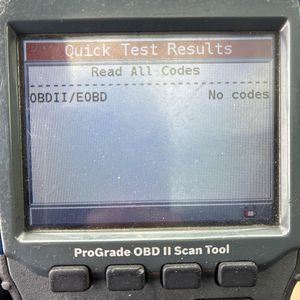 Quick Test Results
Read All Codes
OBDII/EOBD No codes
ProGrade OBD II Scan Tool